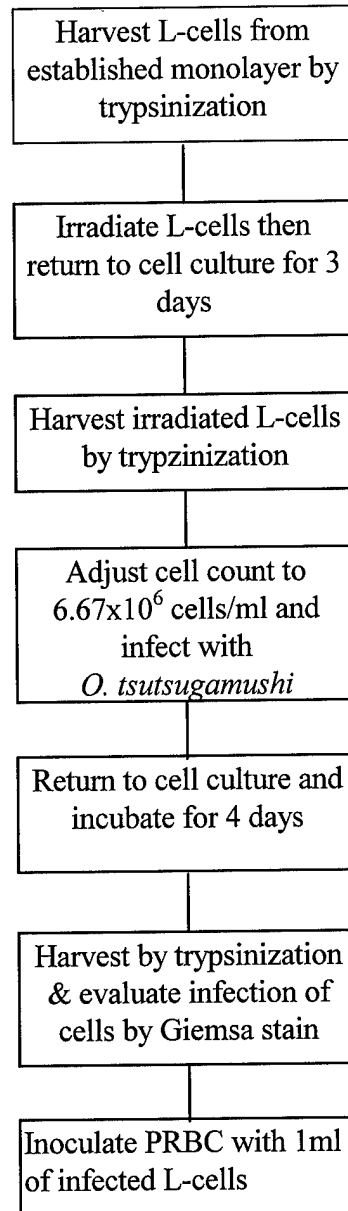 Harvest L-cells from
established monolayer by
trypsinization
Irradiate L-cells then
return to cell culture for 3
days
Harvest irradiated L-cells
by trypzinization
Adjust cell count to
6.67x10⁶ cells/ml and
infect with
O. tsutsugamushi
Return to cell culture and
incubate for 4 days
Harvest by trypsinization
& evaluate infection of
cells by Giemsa stain
Inoculate PRBC with 1ml
of infected L-cells